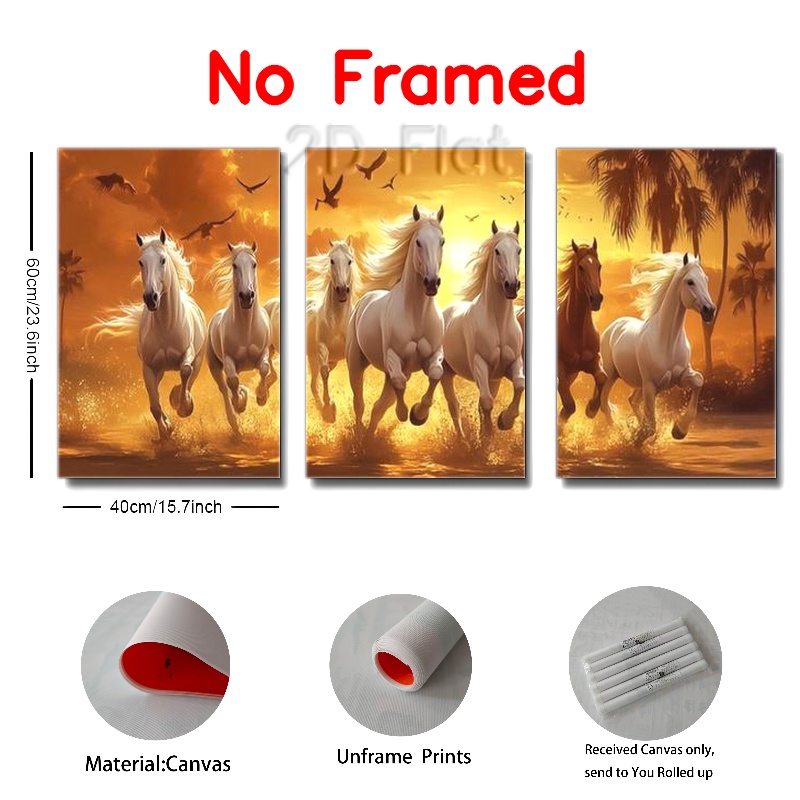 No Framed
2D Flat
60cm/23.6inch
40cm/15.7inch
Material:Canvas
Unframe Prints
Received Canvas only,
send to You Rolled up